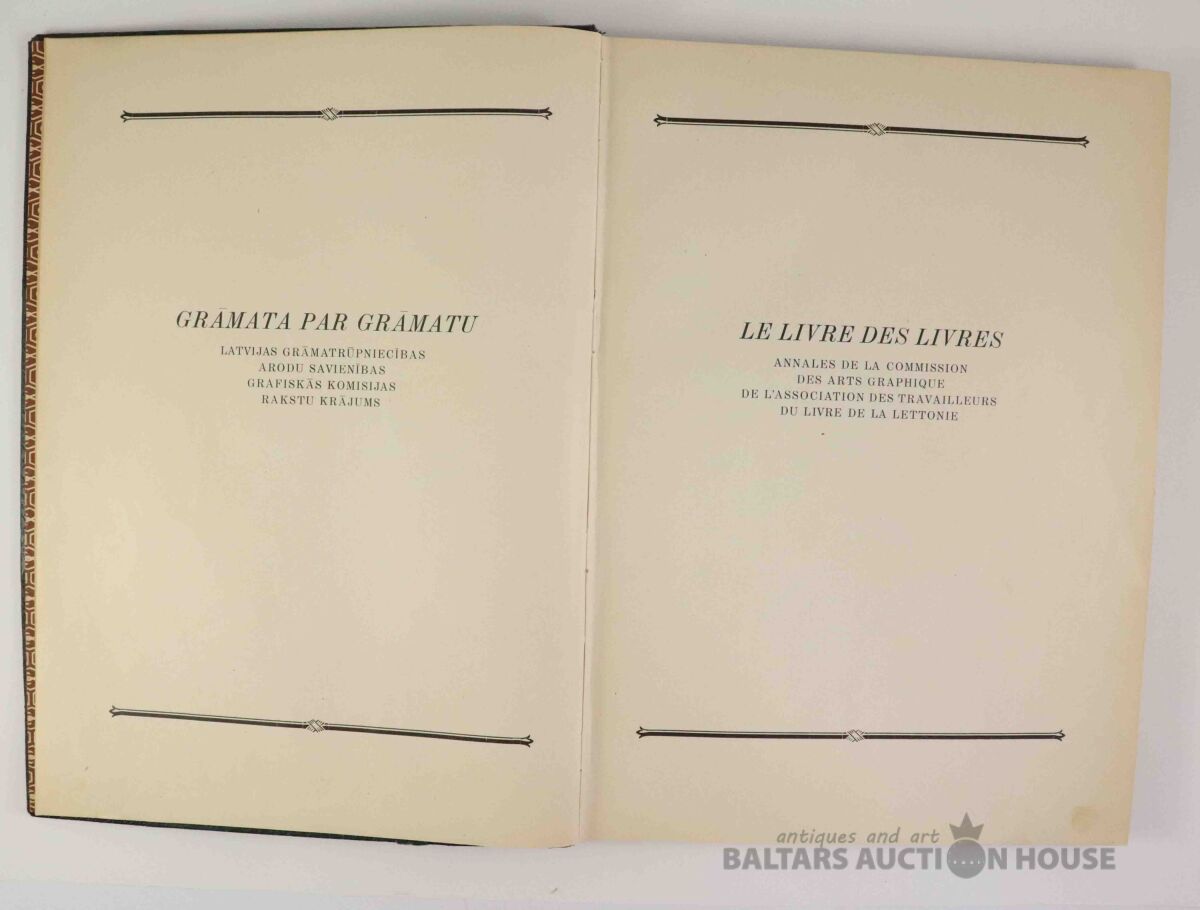 GRĀMATA PAR GRĀMATU
LATVIJAS GRĀMATRŪPNIECĪBAS
ARODU SAVIENĪBAS
GRAFISKĀS KOMISIJAS
RAKSTU KRĀJUMS
LE LIVRE DES LIVRES
ANNALES DE LA COMMISSION
DES ARTS GRAPHIQUE
DE L'ASSOCIATION DES TRAVAILLEURS
DU LIVRE DE LA LETTONIE
antiques and art
BALTARS AUCTION HOUSE